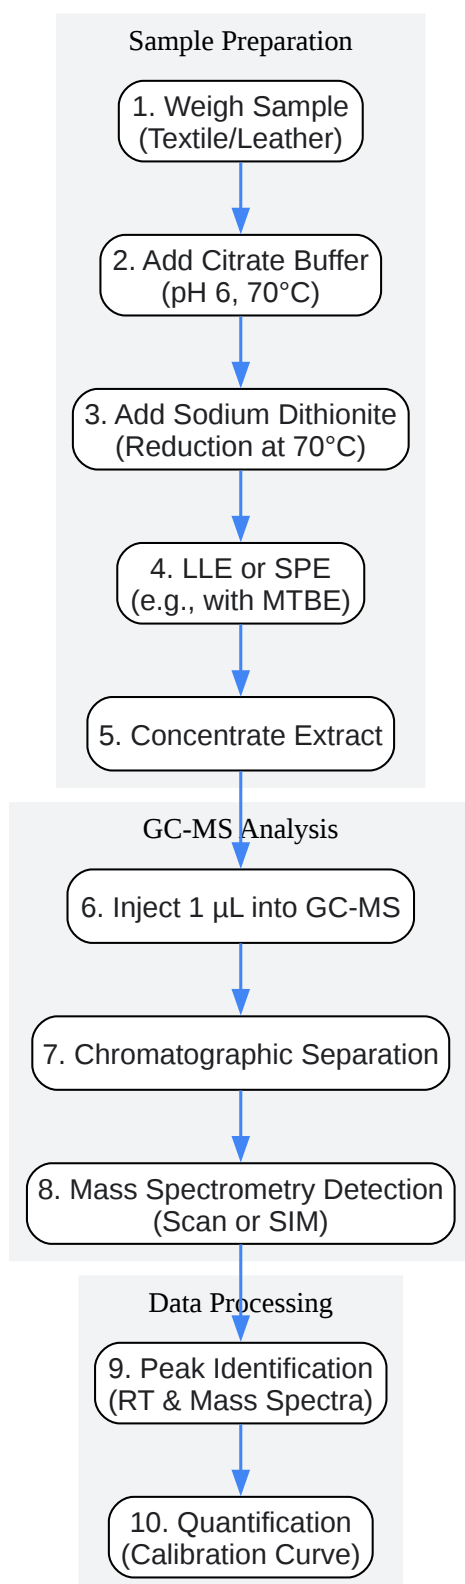 Sample Preparation
1. Weigh Sample
(Textile/Leather)
2. Add Citrate Buffer
(pH 6, 70°C)
3. Add Sodium Dithionite
(Reduction at 70°C)
4. LLE or SPE
(e.g., with MTBE)
5. Concentrate Extract
GC-MS Analysis
6. Inject 1 µL into GC-MS
7. Chromatographic Separation
8. Mass Spectrometry Detection
(Scan or SIM)
Data Processing
9. Peak Identification
(RT & Mass Spectra)
10. Quantification
(Calibration Curve)